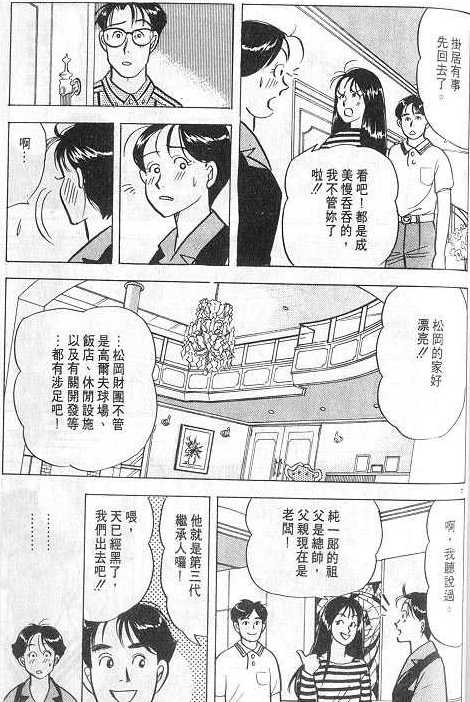 掛居有事
先回去了。
看吧！都是成
美慢吞吞的，
我不管妳了
啦!!
啊…
松岡的家好
漂亮!!
…松岡財團不管
是高爾夫球場、
飯店、休閒設施
以及有關開發等
…都有涉足吧！
啊，我聽說過。
純一郎的祖
父是總帥，
父親現在是
老闆！
他就是第三代
繼承人囉！
喂，
天已經黑了，
我們出去吧!!
………